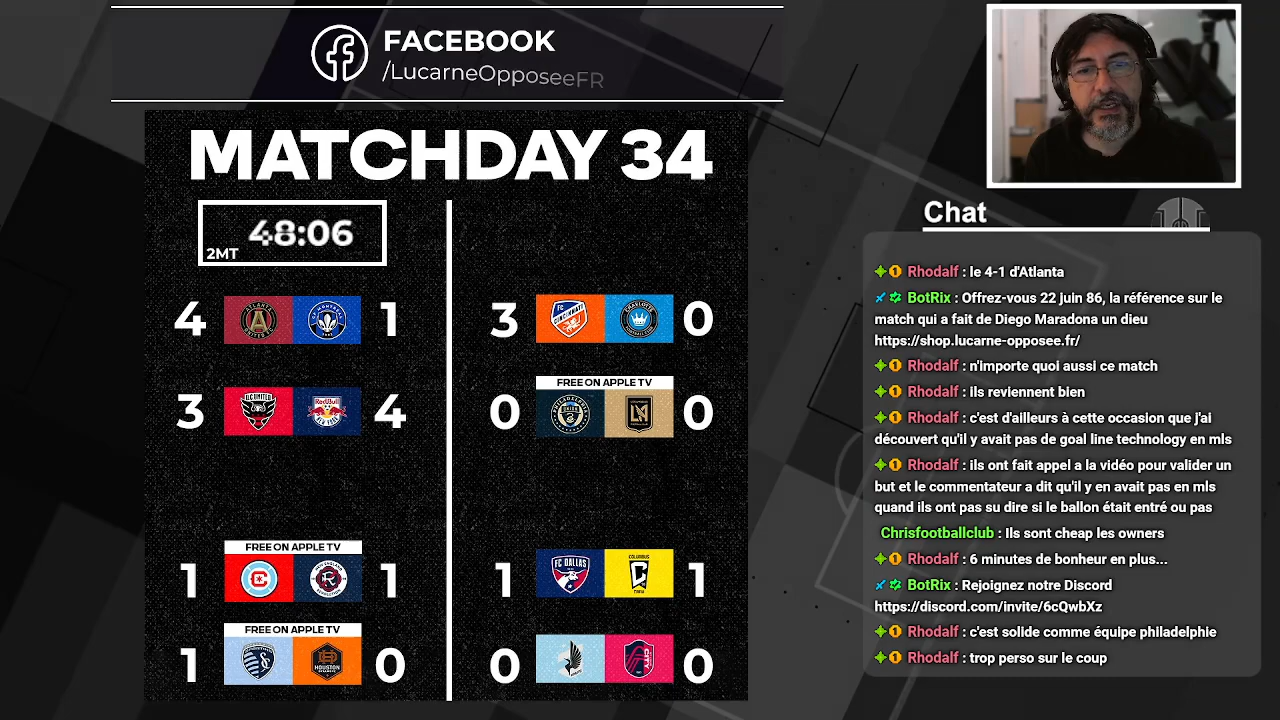 FACEBOOK
/LucarneOpposeeFR
MATCHDAY 34
2MT 48:06
4 1
3 0
FREE ON APPLE TV
3 4
0 0
FREE ON APPLE TV
1 1
1 1
FREE ON APPLE TV
1 0
0 0
Chat
Rhodalf : le 4-1 d'Atlanta
BotRix : Offrez-vous 22 juin 86, la référence sur le
match qui a fait de Diego Maradona un dieu
https://shop.lucarne-opposee.fr/
Rhodalf : n'importe quoi aussi ce match
Rhodalf : ils reviennent bien
Rhodalf : c'est d'ailleurs à cette occasion que j'ai
découvert qu'il y avait pas de goal line technology en mls
Rhodalf : ils ont fait appel a la vidéo pour valider un
but et le commentateur a dit qu'il y en avait pas en mls
quand ils ont pas su dire si le ballon était entré ou pas
Chrisfootballclub : Ils sont cheap les owners
Rhodalf : 6 minutes de bonheur en plus...
BotRix : Rejoignez notre Discord
https://discord.com/invite/6cQwbXz
Rhodalf : c'est solide comme équipe philadelphie
Rhodalf : trop perso sur le coup